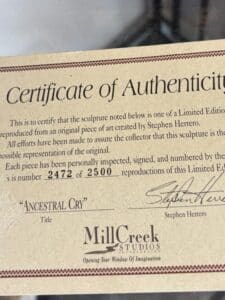 Certificate of Authenticity
This is to certify that the sculpture noted below is one of a Limited Edition
reproduced from an original piece of art created by Stephen Herrero.
All efforts have been made to assure the collector that this sculpture is the
possible representation of the original.
Each piece has been personally inspected, signed, and numbered by the
s is number 2472 of 2500 reproductions of this Limited Edi
"ANCESTRAL CRY" Stephen Herre
Title Stephen Herrero
MillCreek
STUDIOS
Opening Your Window Of Imagination